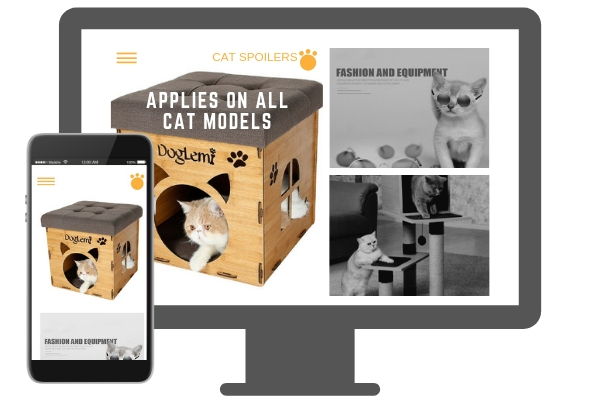 CAT SPOILERS
APPLIES ON ALL
CAT MODELS
DogLemi
FASHION AND EQUIPMENT
12:00 AM
100%
DogLemi
FASHION AND EQUIPMENT